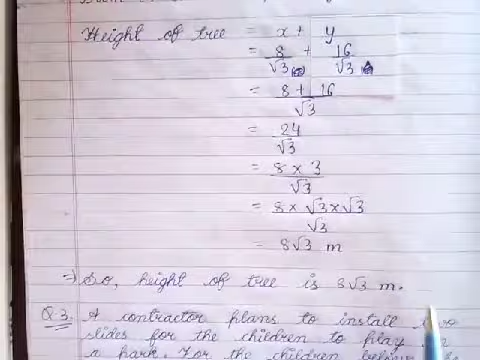 Height of tree = x + y
= 8/√3 + 16/√3
= 8 + 16/√3
= 24/√3
= 8 × 3/√3
= 8 × √3 × √3/√3
= 8√3 m
⇒ So, height of tree is 8√3 m.
Q.3. A contractor plans to install two
slides for the children to play in
a park. For the children